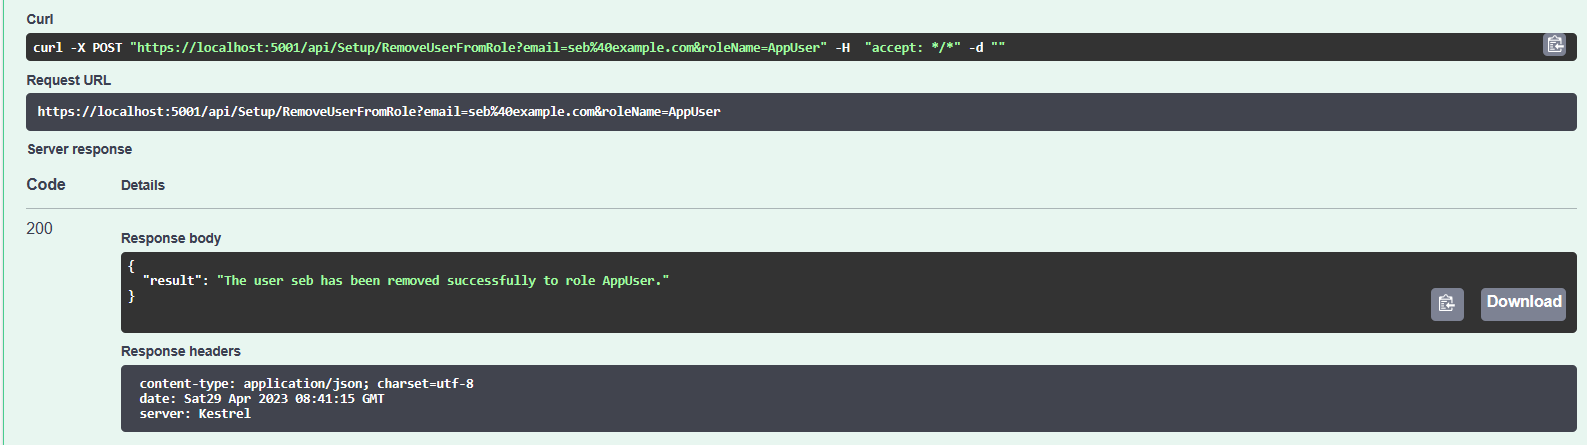 Curl
curl -X POST "https://localhost:5001/api/Setup/RemoveUserFromRole?email=seb%40example.com&roleName=AppUser" -H  "accept: */*" -d ""
Request URL
https://localhost:5001/api/Setup/RemoveUserFromRole?email=seb%40example.com&roleName=AppUser
Server response
Code Details
200
Response body
{
  "result": "The user seb has been removed successfully to role AppUser."
}
Download
Response headers
content-type: application/json; charset=utf-8
date: Sat29 Apr 2023 08:41:15 GMT
server: Kestrel